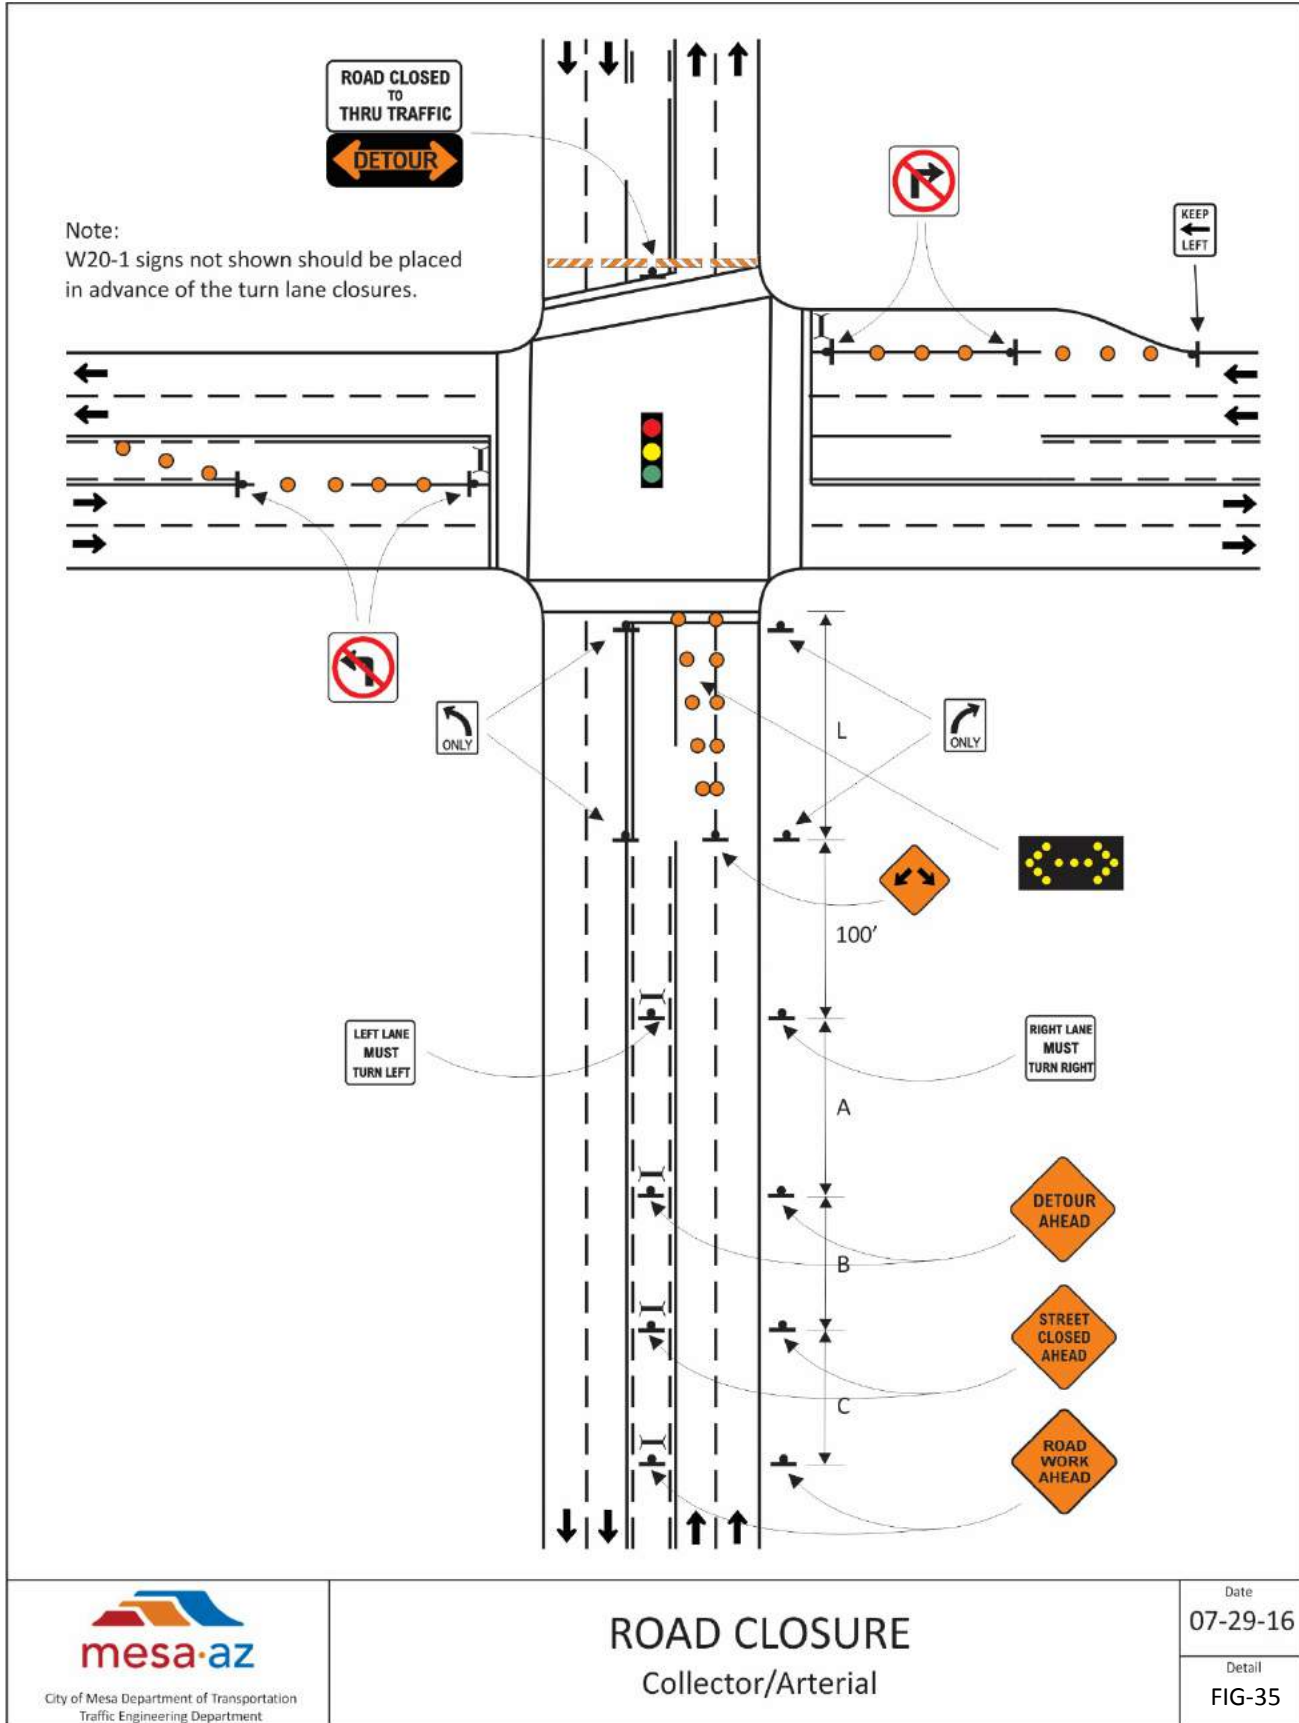 ROAD CLOSED
TO
THRU TRAFFIC
DETOUR
Note:
W20-1 signs not shown should be placed
in advance of the turn lane closures.
KEEP
LEFT
ONLY
ONLY
L
100′
LEFT LANE
MUST
TURN LEFT
RIGHT LANE
MUST
TURN RIGHT
A
DETOUR
AHEAD
B
STREET
CLOSED
AHEAD
C
ROAD
WORK
AHEAD
mesa·az
City of Mesa Department of Transportation
Traffic Engineering Department
ROAD CLOSURE
Collector/Arterial
Date
07-29-16
Detail
FIG-35